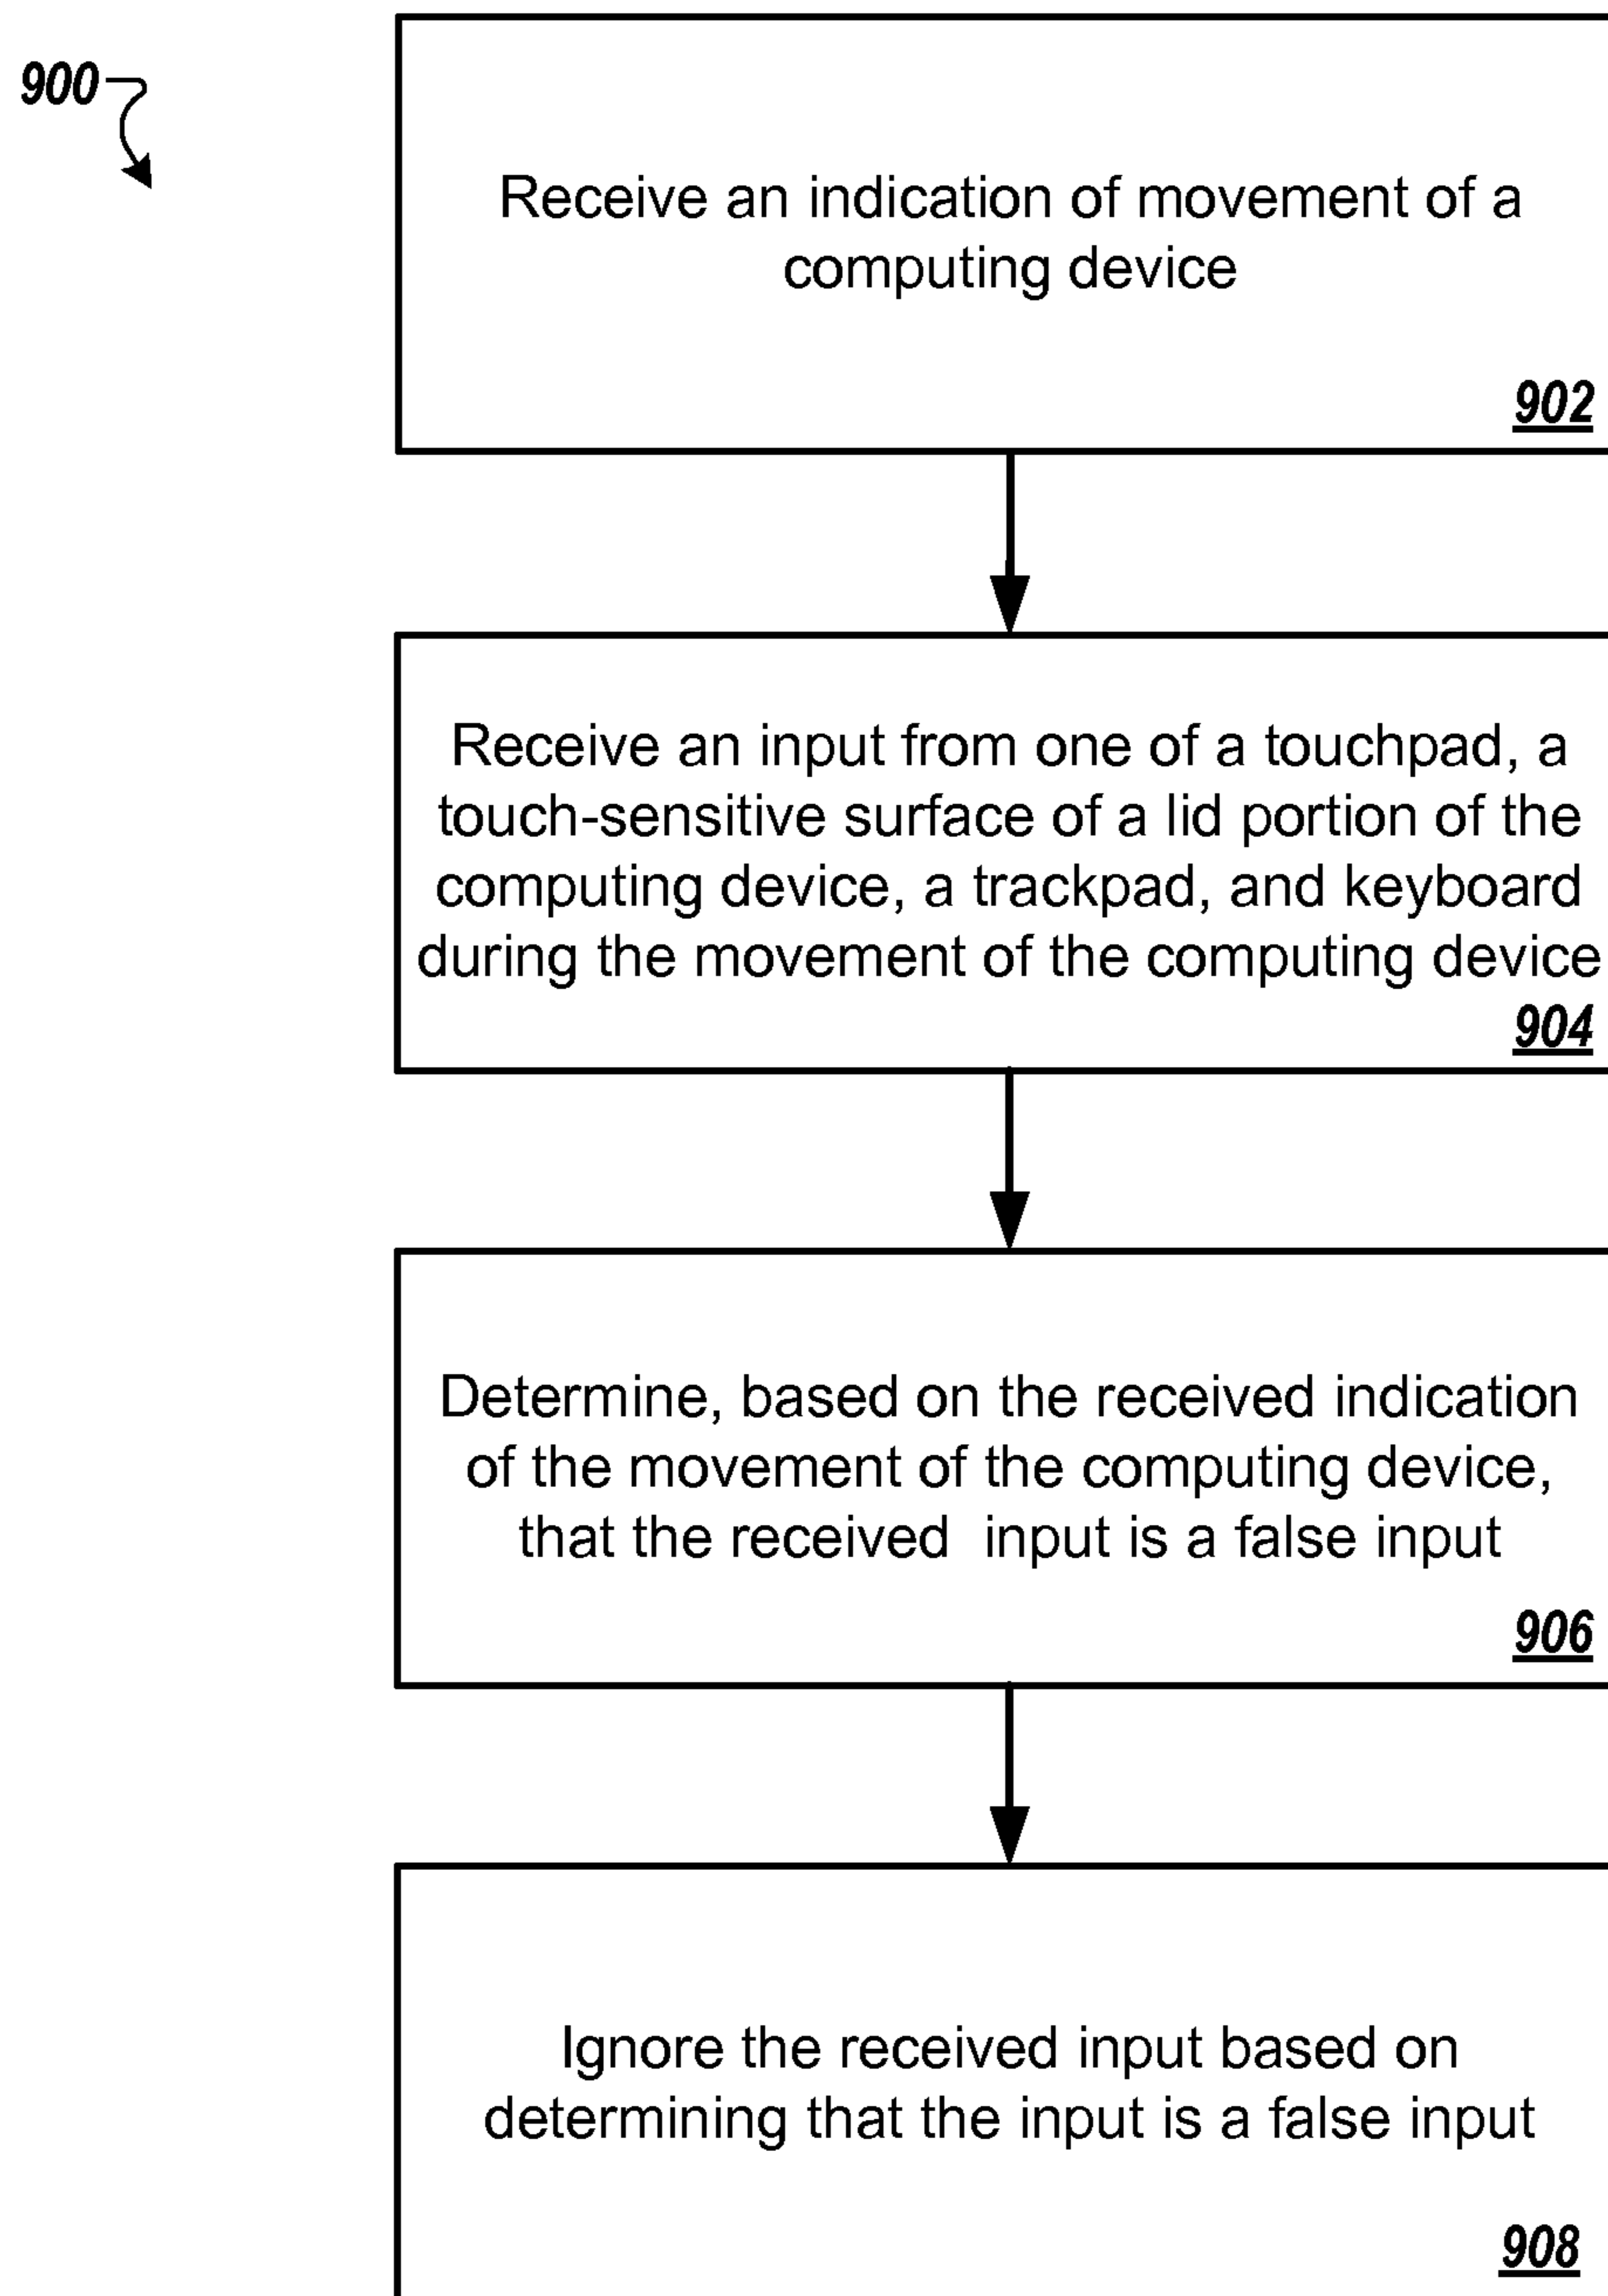 900
Receive an indication of movement of a
computing device
902
Receive an input from one of a touchpad, a
touch-sensitive surface of a lid portion of the
computing device, a trackpad, and keyboard
during the movement of the computing device
904
Determine, based on the received indication
of the movement of the computing device,
that the received  input is a false input
906
Ignore the received input based on
determining that the input is a false input
908